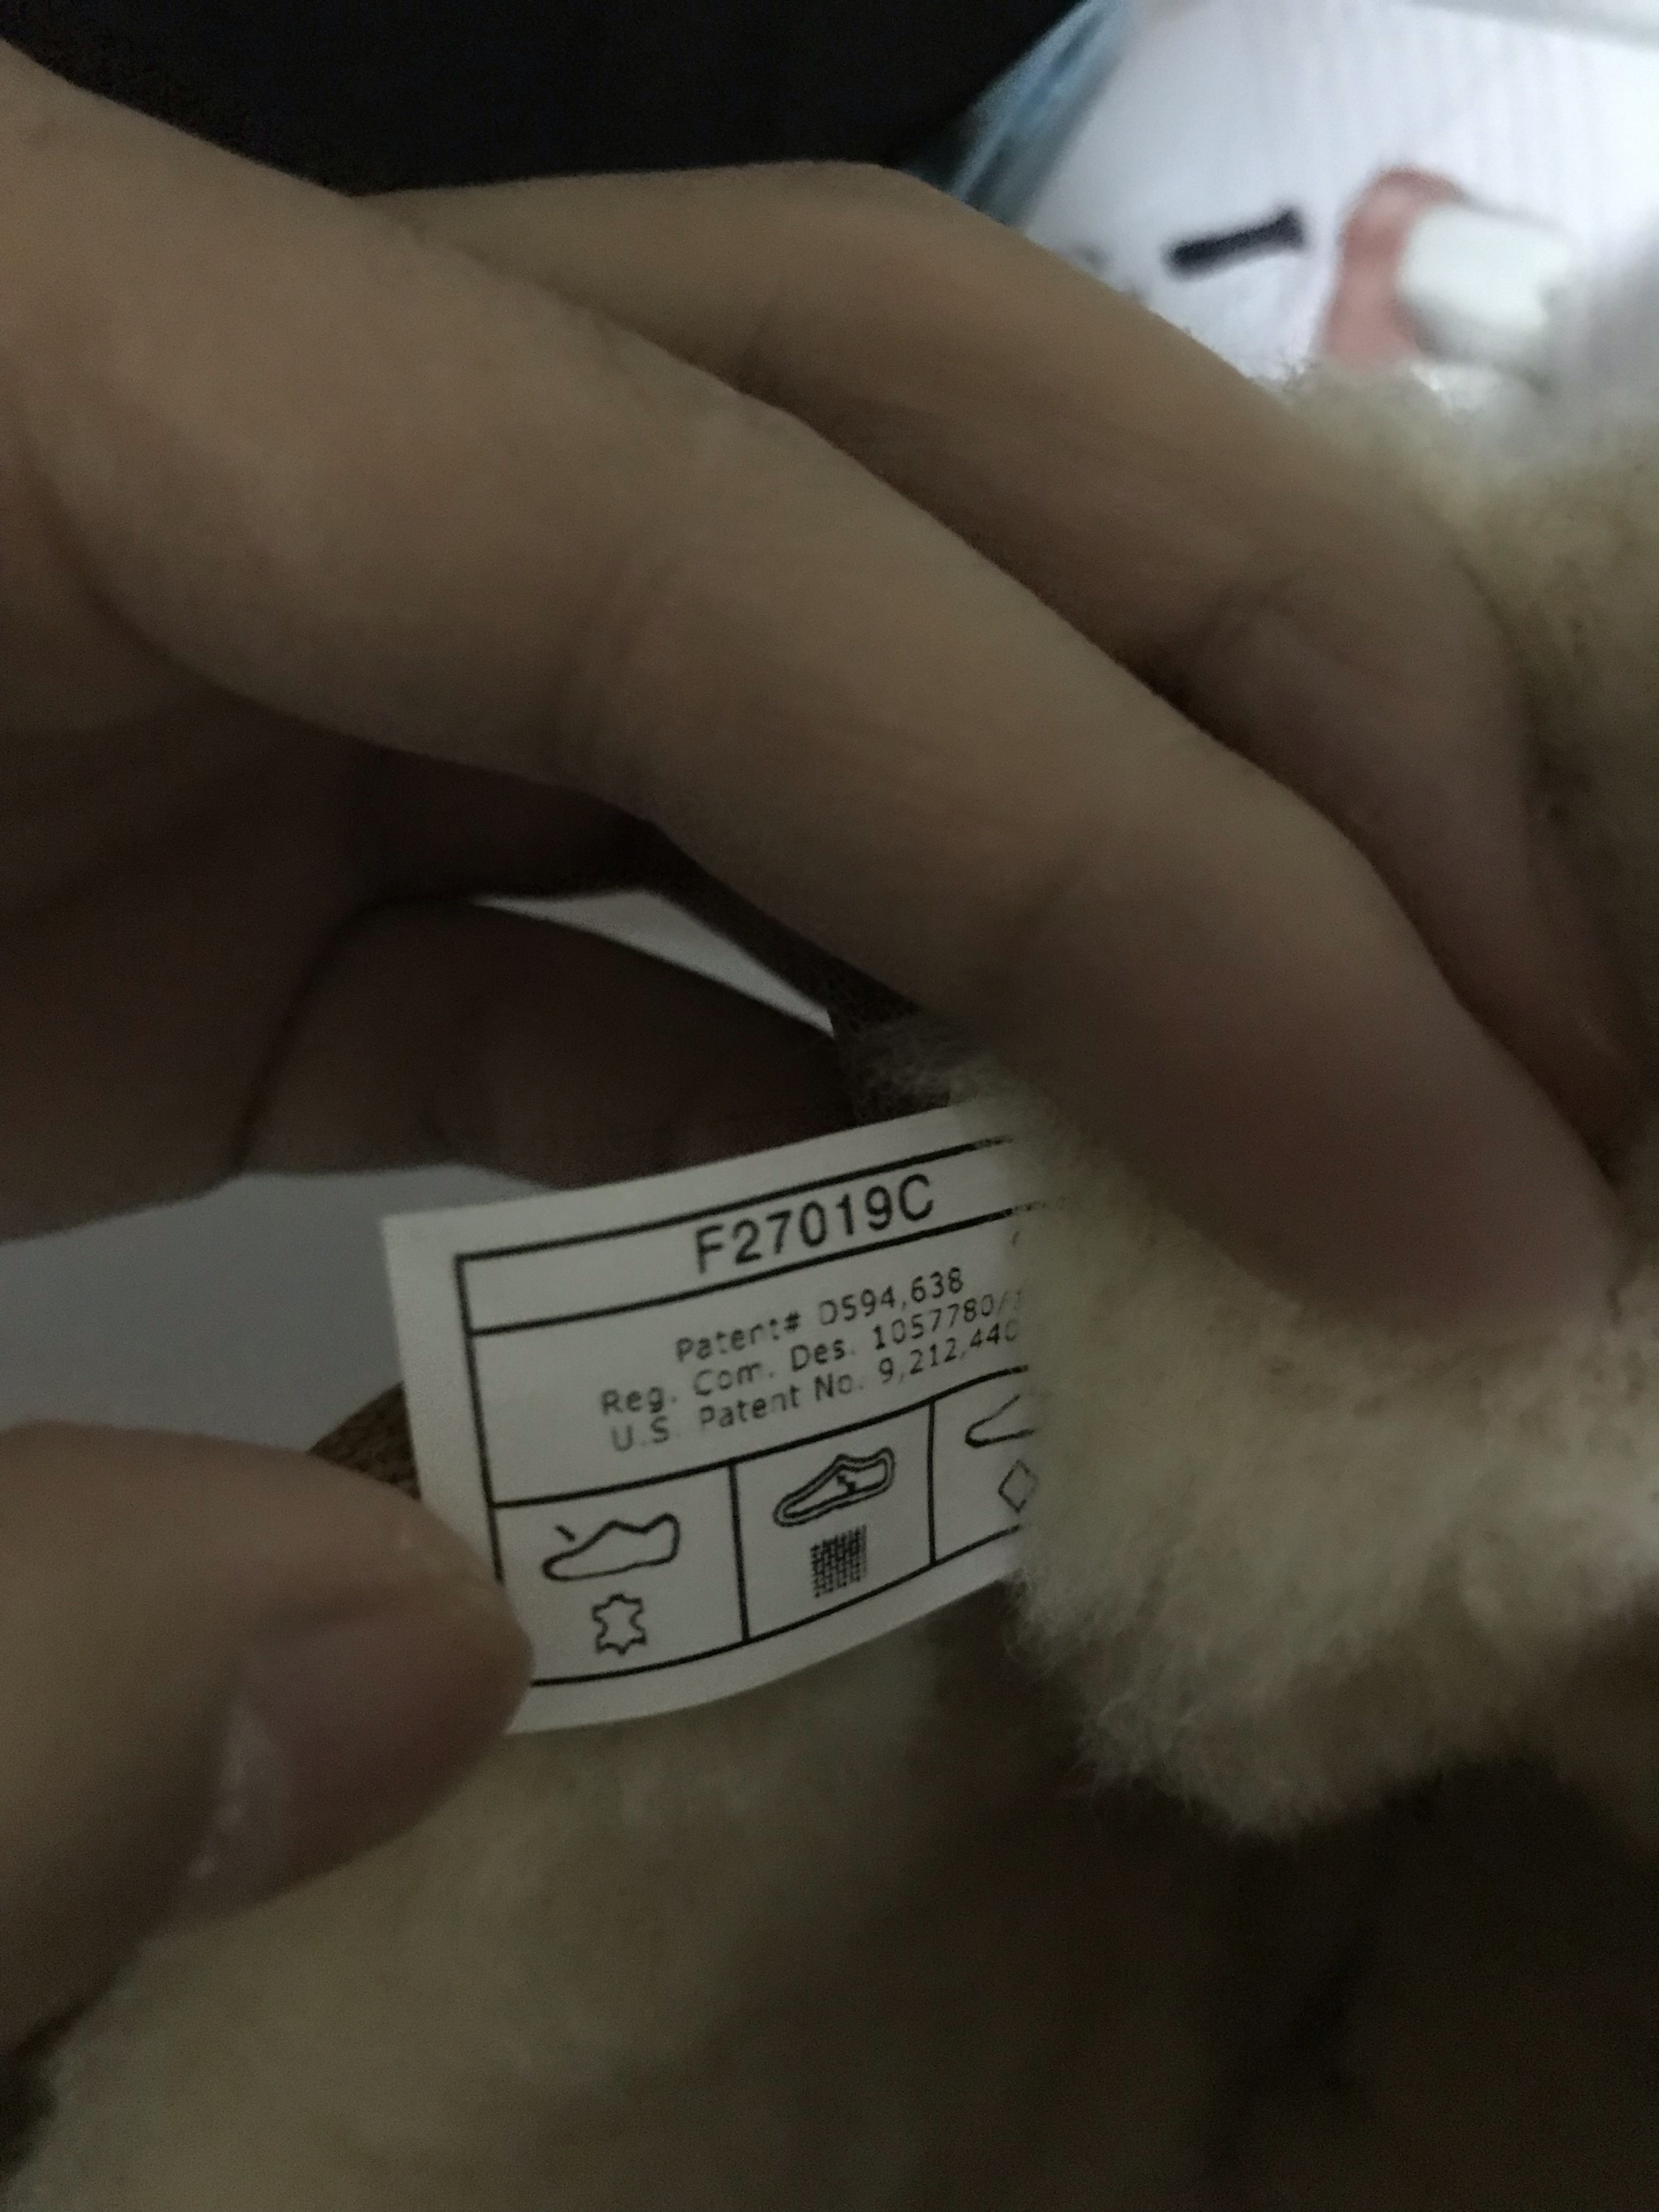 F27019C
Patent# D594,638
Reg. Com. Des. 1057780/
U.S. Patent No. 9,212,440